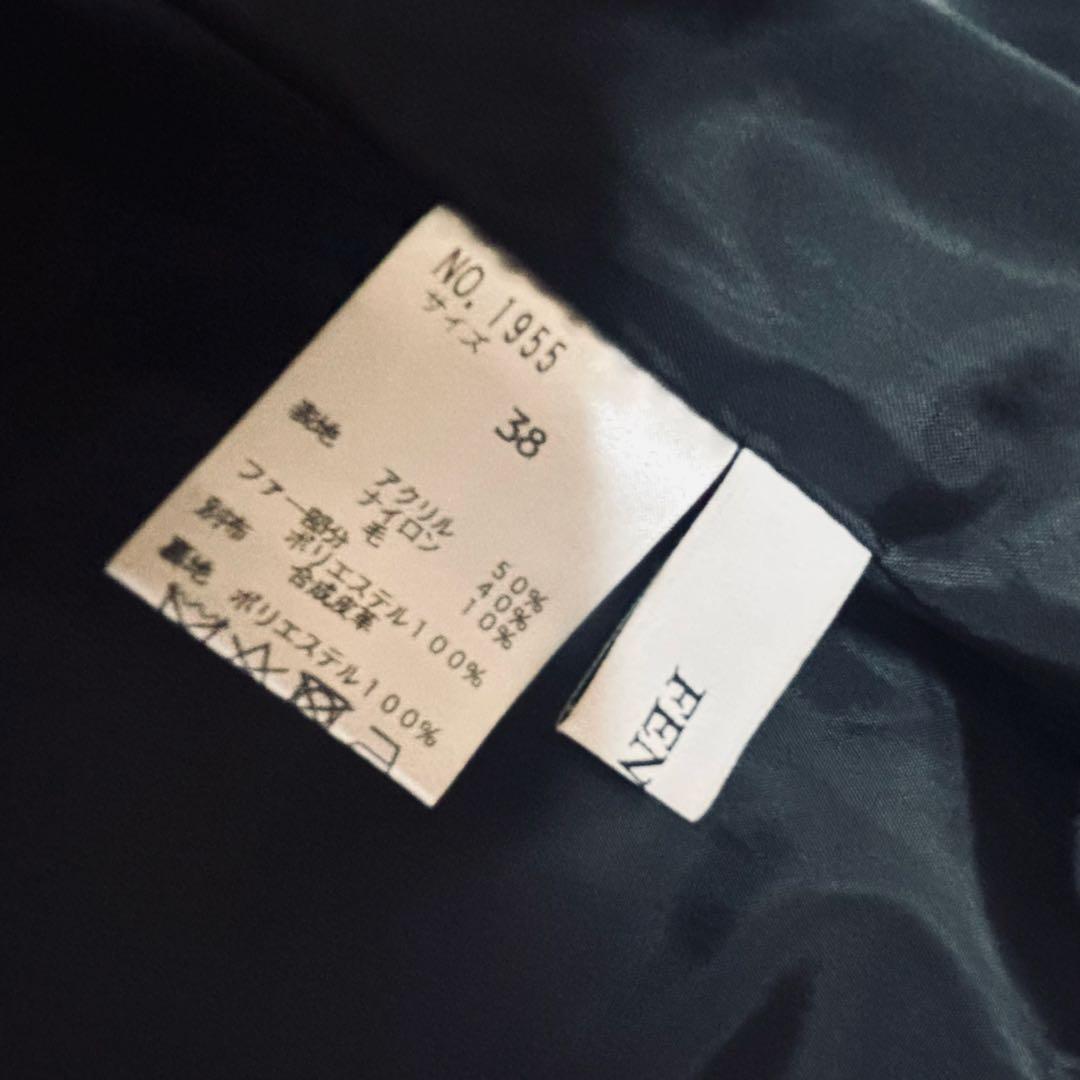 NO. 1955
サイズ
38
表地
アクリル 50%
ナイロン 40%
毛 10%
ファー部分
ポリエステル100%
別布
合成皮革
裏地
ポリエステル100%
FEN